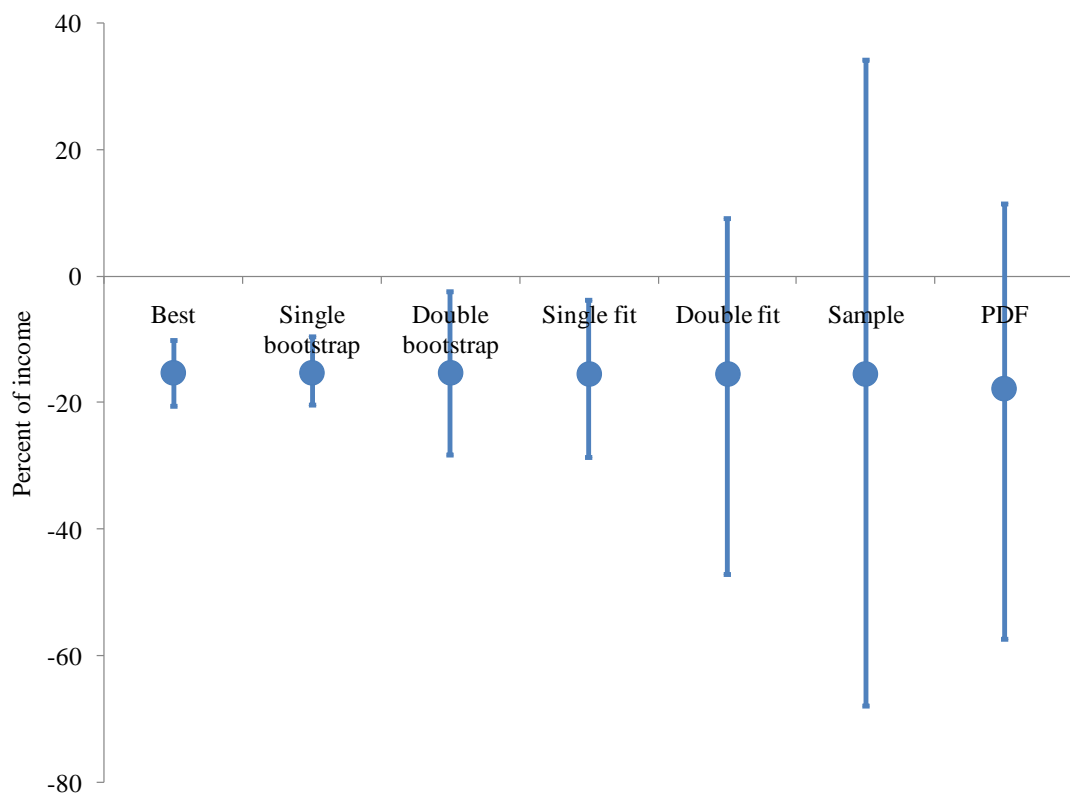 40
20
0
-20
-40
-60
-80
Percent of income
Best
Single
bootstrap
Double
bootstrap
Single fit
Double fit
Sample
PDF